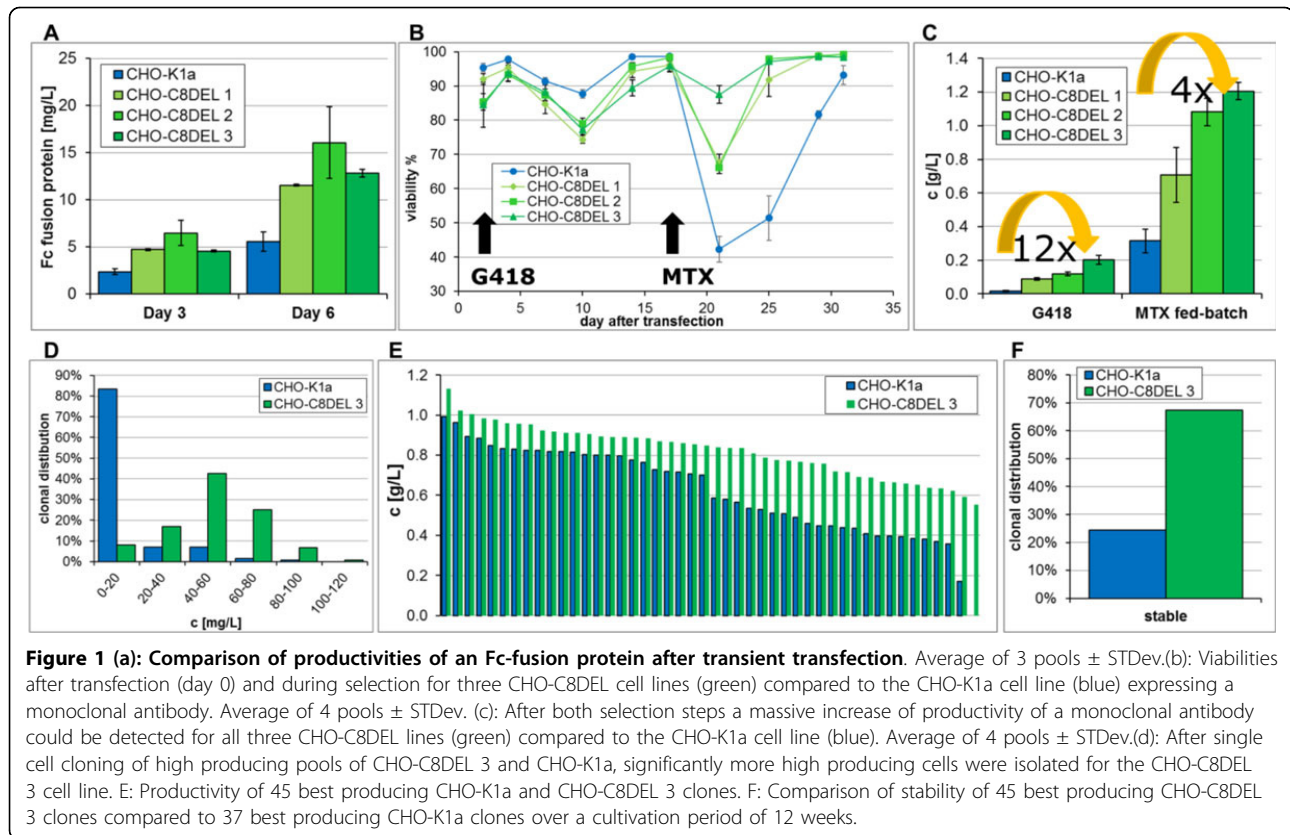 A
Fc fusion protein [mg/L]
25
20
15
10
5
0
CHO-K1a
CHO-C8DEL 1
CHO-C8DEL 2
CHO-C8DEL 3
Day 3
Day 6
B
viability %
100
90
80
70
60
50
40
30
CHO-K1a
CHO-C8DEL 1
CHO-C8DEL 2
CHO-C8DEL 3
G418
MTX
0 5 10 15 20 25 30 35
day after transfection
C
c [g/L]
1.4
1.2
1.0
0.8
0.6
0.4
0.2
0.0
CHO-K1a
CHO-C8DEL 1
CHO-C8DEL 2
CHO-C8DEL 3
4x
12x
G418
MTX fed-batch
D
clonal distibution
90%
80%
70%
60%
50%
40%
30%
20%
10%
0%
CHO-K1a
CHO-C8DEL 3
0-20
20-40
40-60
60-80
80-100
100-120
c [mg/L]
E
c [g/L]
1.2
1.0
0.8
0.6
0.4
0.2
0.0
CHO-K1a
CHO-C8DEL 3
F
clonal distribution
80%
70%
60%
50%
40%
30%
20%
10%
0%
CHO-K1a
CHO-C8DEL 3
stable
Figure 1 (a): Comparison of productivities of an Fc-fusion protein after transient transfection. Average of 3 pools ± STDev.(b): Viabilities
after transfection (day 0) and during selection for three CHO-C8DEL cell lines (green) compared to the CHO-K1a cell line (blue) expressing a
monoclonal antibody. Average of 4 pools ± STDev. (c): After both selection steps a massive increase of productivity of a monoclonal antibody
could be detected for all three CHO-C8DEL lines (green) compared to the CHO-K1a cell line (blue). Average of 4 pools ± STDev.(d): After single
cell cloning of high producing pools of CHO-C8DEL 3 and CHO-K1a, significantly more high producing cells were isolated for the CHO-C8DEL
3 cell line. E: Productivity of 45 best producing CHO-K1a and CHO-C8DEL 3 clones. F: Comparison of stability of 45 best producing CHO-C8DEL
3 clones compared to 37 best producing CHO-K1a clones over a cultivation period of 12 weeks.